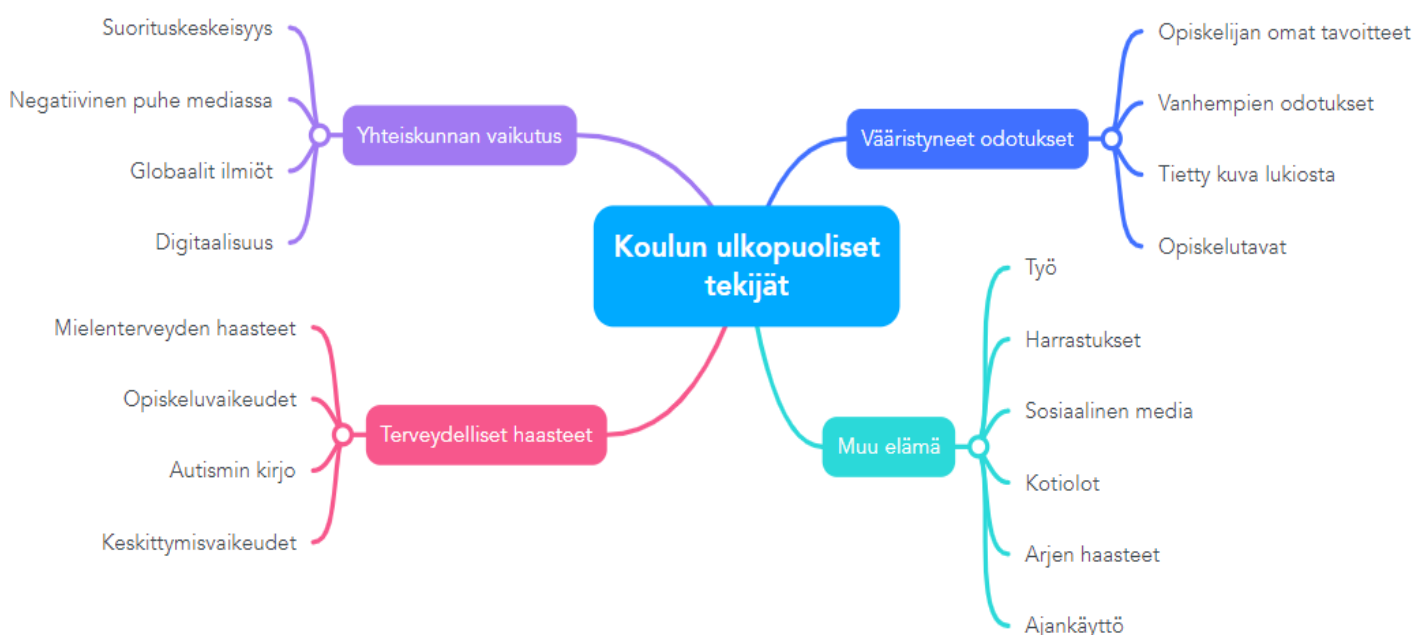 Koulun ulkopuoliset
tekijät
Yhteiskunnan vaikutus
Suorituskeskeisyys
Negatiivinen puhe mediassa
Globaalit ilmiöt
Digitaalisuus
Vääristyneet odotukset
Opiskelijan omat tavoitteet
Vanhempien odotukset
Tietty kuva lukiosta
Opiskelutavat
Terveydelliset haasteet
Mielenterveyden haasteet
Opiskeluvaikeudet
Autismin kirjo
Keskittymisvaikeudet
Muu elämä
Työ
Harrastukset
Sosiaalinen media
Kotiolot
Arjen haasteet
Ajankäyttö